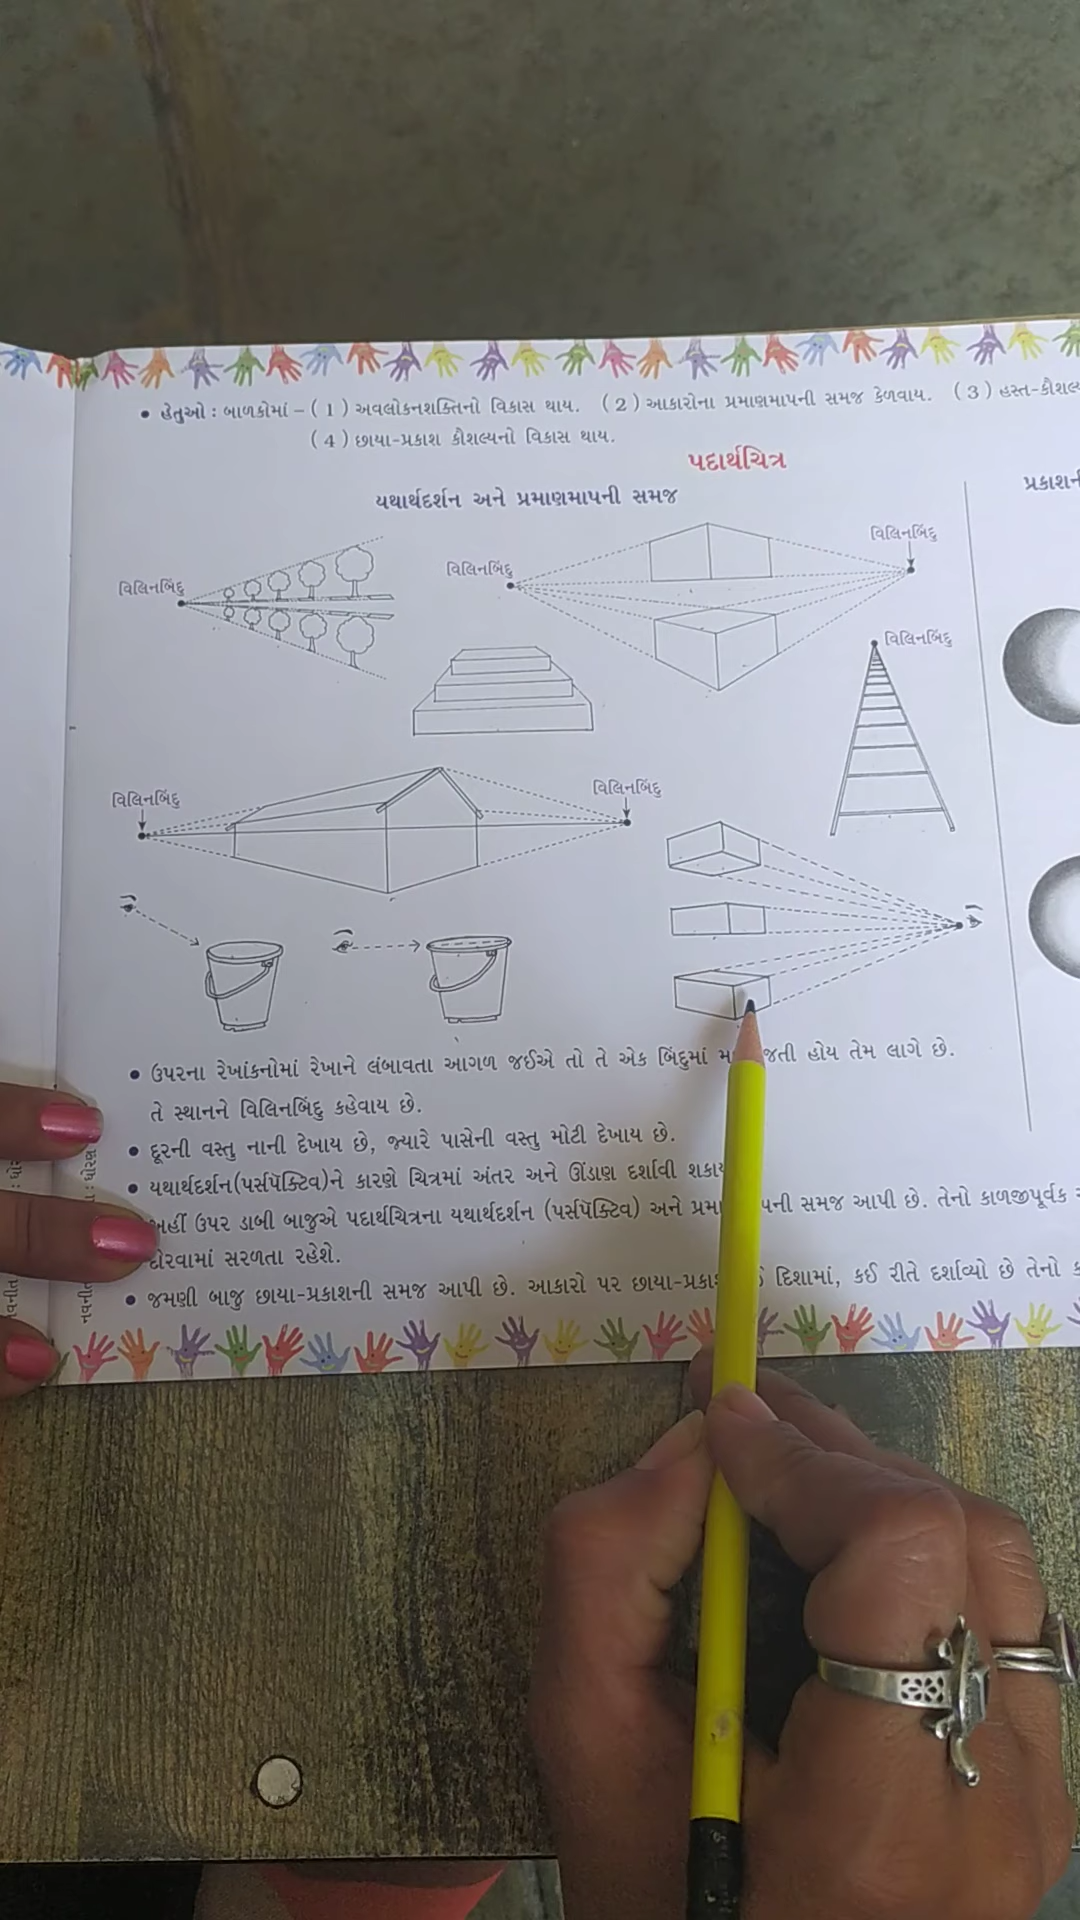 • હેતુઓ : બાળકોમાં – ( 1 ) અવલોકનશક્તિનો વિકાસ થાય. ( 2 ) આકારોના પ્રમાણમાપની સમજ કેળવાય. ( 3 ) હસ્ત-કૌશલ્ય
( 4 ) છાયા-પ્રકાશ કૌશલ્યનો વિકાસ થાય.
પદાર્થચિત્ર
યથાર્થદર્શન અને પ્રમાણમાપની સમજ
પ્રકાશની
વિલિનબિંદુ
વિલિનબિંદુ
વિલિનબિંદુ
વિલિનબિંદુ
વિલિનબિંદુ
વિલિનબિંદુ
• ઉપરના રેખાંકનોમાં રેખાને લંબાવતા આગળ જઈએ તો તે એક બિંદુમાં જતી હોય તેમ લાગે છે.
તે સ્થાનને વિલિનબિંદુ કહેવાય છે.
• દૂરની વસ્તુ નાની દેખાય છે, જ્યારે પાસેની વસ્તુ મોટી દેખાય છે.
• યથાર્થદર્શન(પર્સપૅક્ટિવ)ને કારણે ચિત્રમાં અંતર અને ઊંડાણ દર્શાવી
અહીં ઉપર ડાબી બાજુએ પદાર્થચિત્રના યથાર્થદર્શન (પર્સપૅક્ટિવ) અને સમજ આપી છે. તેનો કાળજીપૂર્વક
દોરવામાં સરળતા રહેશે.
• જમણી બાજુ છાયા-પ્રકાશની સમજ આપી છે. આકારો પર દિશામાં, કઈ રીતે દર્શાવ્યો છે તેનો